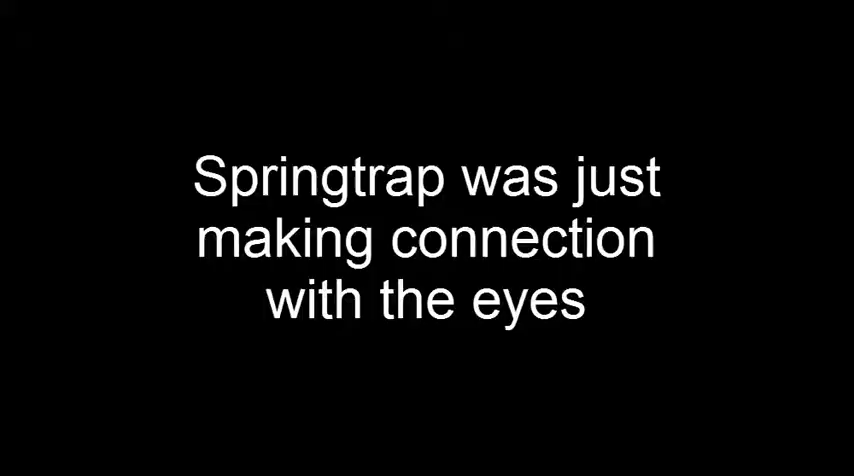 Springtrap was just
making connection
with the eyes